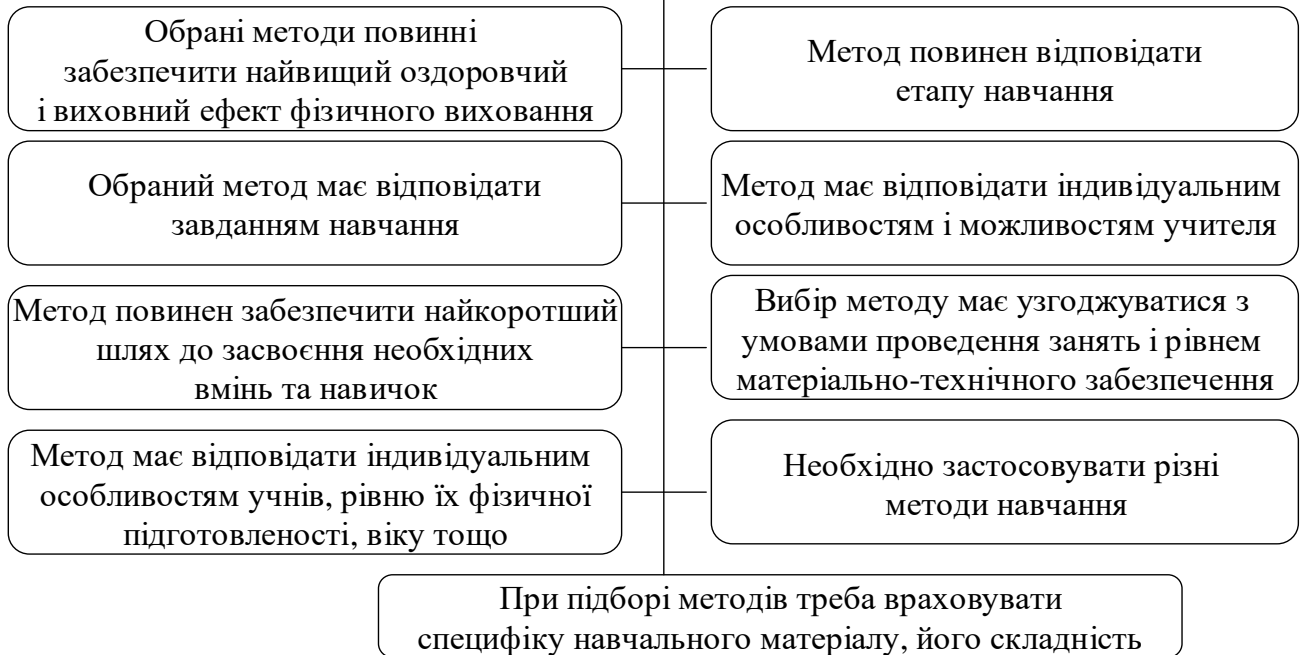 Обрані методи повинні
забезпечити найвищий оздоровчий
і виховний ефект фізичного виховання
Метод повинен відповідати
етапу навчання
Обраний метод має відповідати
завданням навчання
Метод має відповідати індивідуальним
особливостям і можливостям учителя
Метод повинен забезпечити найкоротший
шлях до засвоєння необхідних
вмінь та навичок
Вибір методу має узгоджуватися з
умовами проведення занять і рівнем
матеріально-технічного забезпечення
Метод має відповідати індивідуальним
особливостям учнів, рівню їх фізичної
підготовленості, віку тощо
Необхідно застосовувати різні
методи навчання
При підборі методів треба враховувати
специфіку навчального матеріалу, його складність